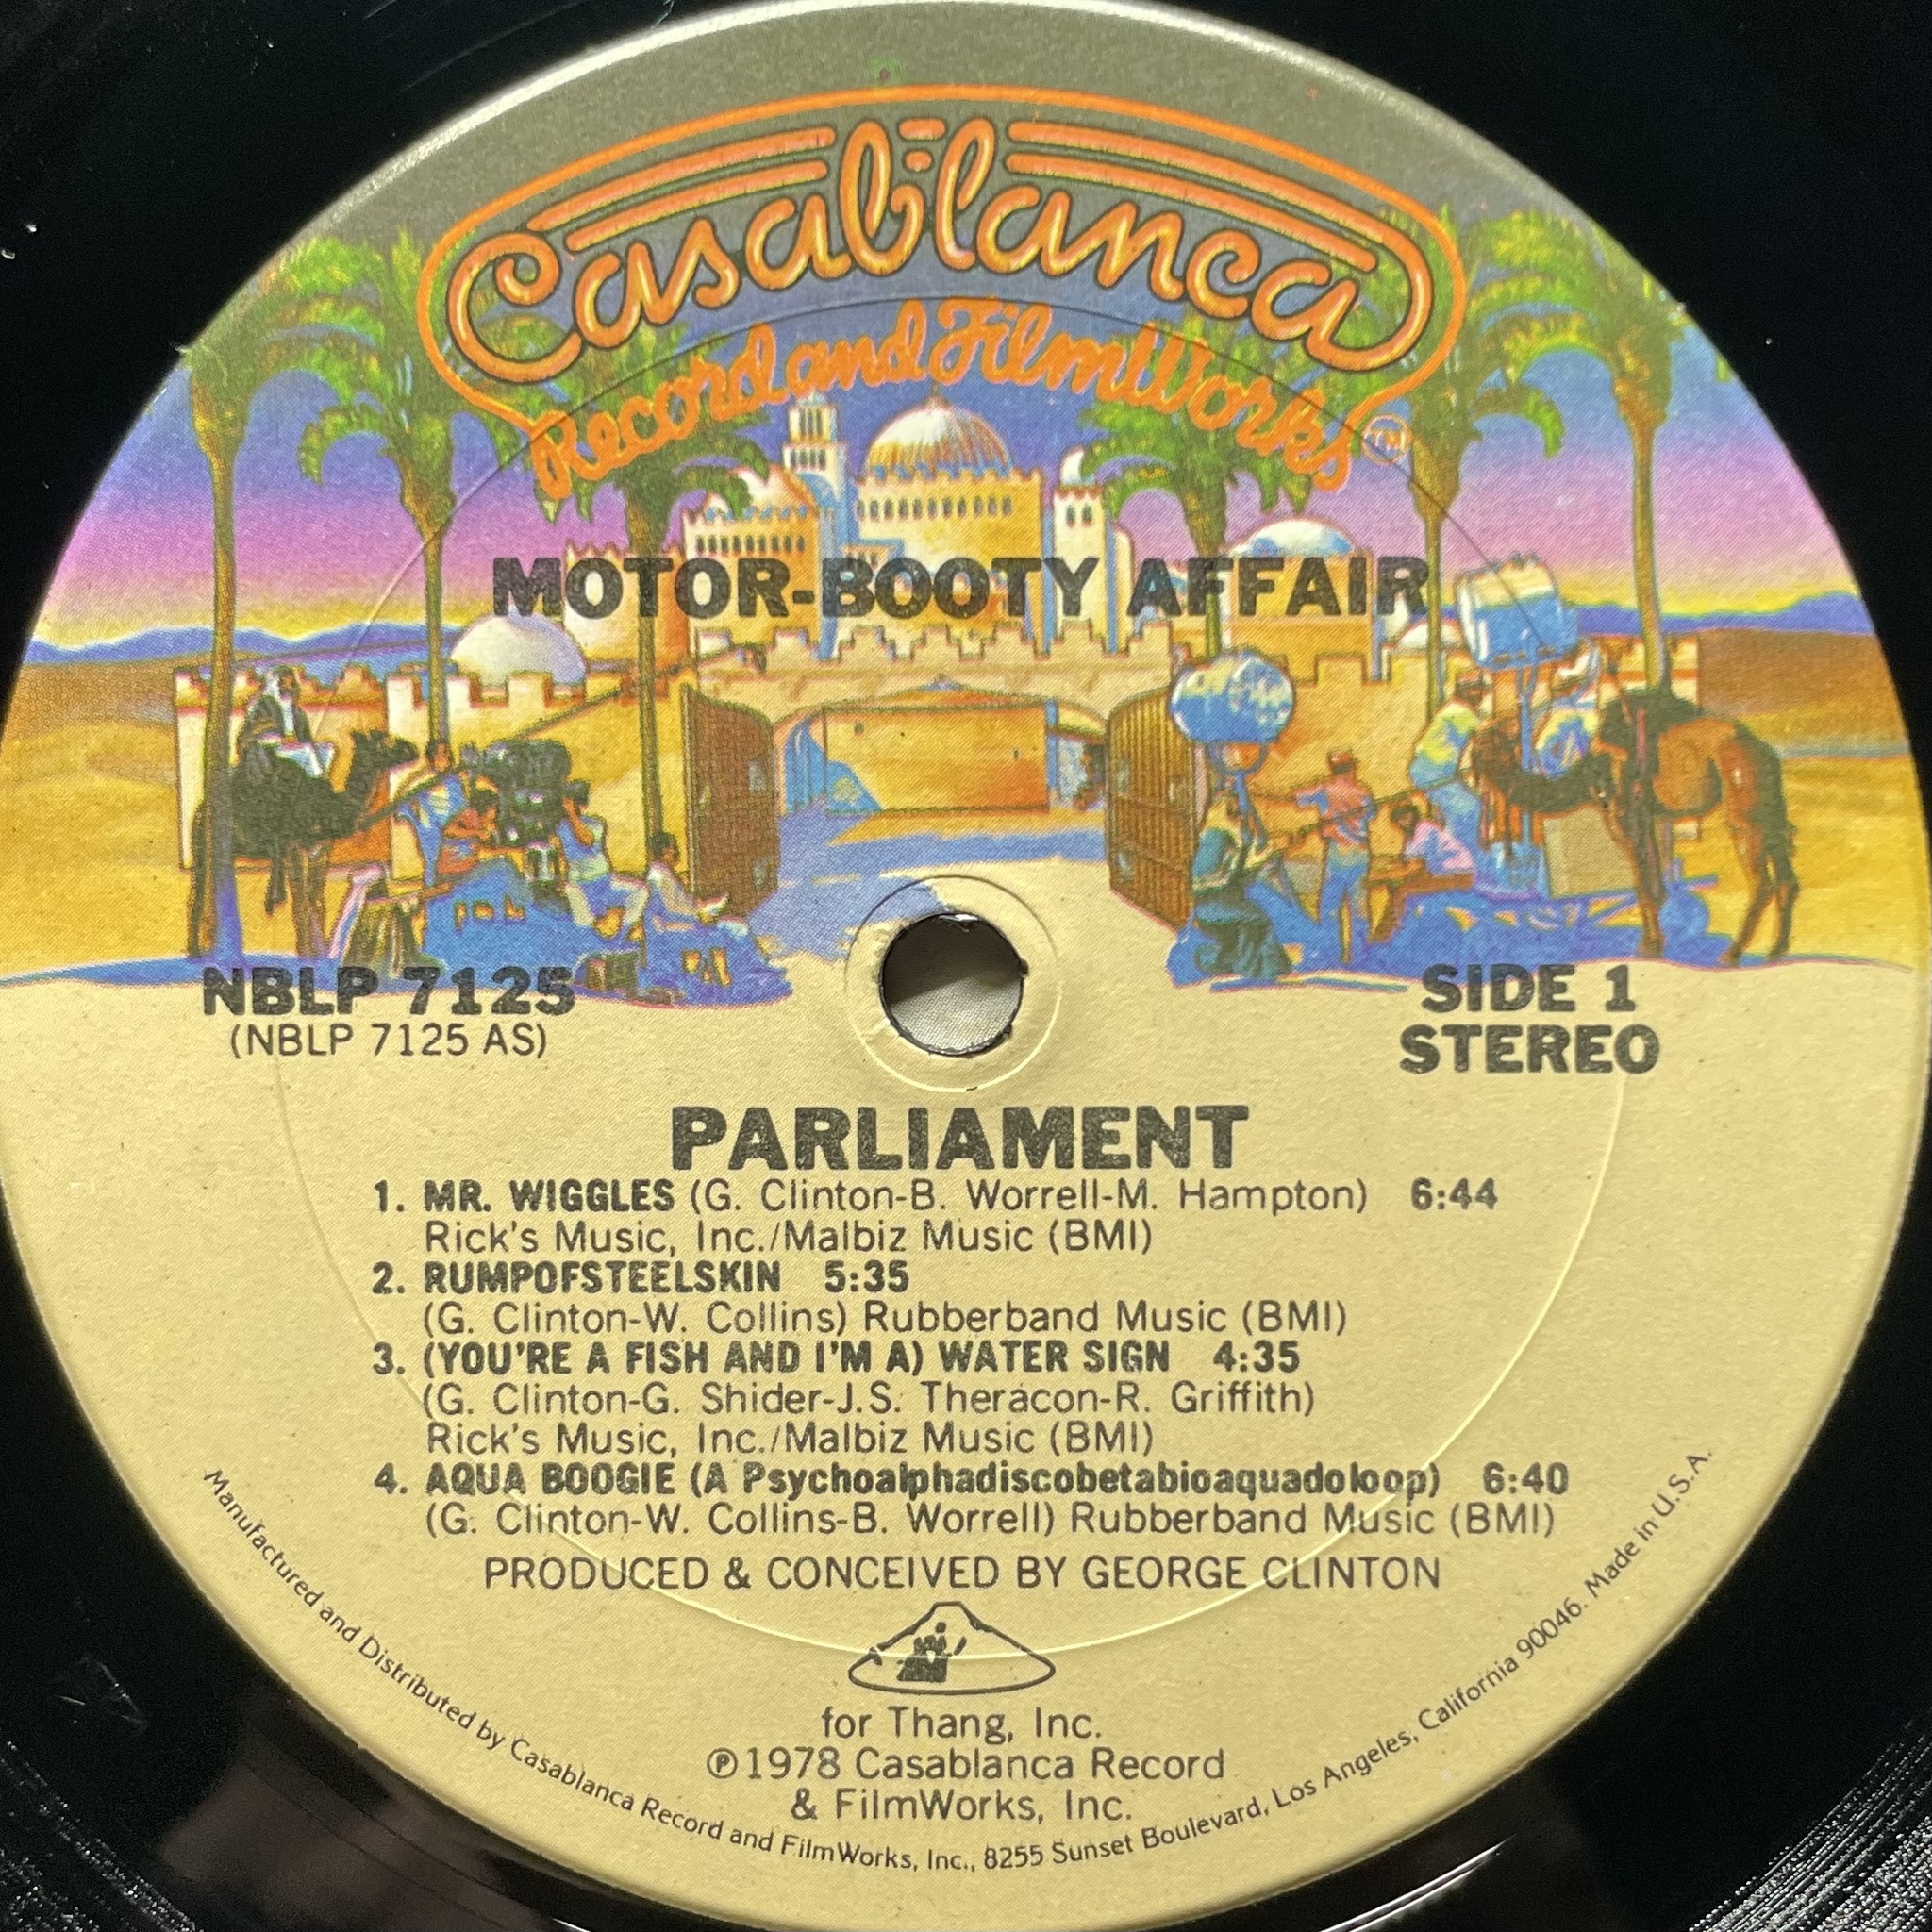 Casablanca
Record and FilmWorks
TM
MOTOR-BOOTY AFFAIR
NBLP 7125
(NBLP 7125 AS)
SIDE 1
STEREO
PARLIAMENT
1. MR. WIGGLES (G. Clinton-B. Worrell-M. Hampton) 6:44
Rick's Music, Inc./Malbiz Music (BMI)
2. RUMPOFSTEELSKIN 5:35
(G. Clinton-W. Collins) Rubberband Music (BMI)
3. (YOU'RE A FISH AND I'M A) WATER SIGN 4:35
(G. Clinton-G. Shider-J.S. Theracon-R. Griffith)
Rick's Music, Inc./Malbiz Music (BMI)
4. AQUA BOOGIE (A Psychoalphadiscobetabioaquadoloop) 6:40
(G. Clinton-W. Collins-B. Worrell) Rubberband Music (BMI)
PRODUCED & CONCEIVED BY GEORGE CLINTON
for Thang, Inc.
℗1978 Casablanca Record
& FilmWorks, Inc.
Manufactured and Distributed by Casablanca Record and FilmWorks, Inc., 8255 Sunset Boulevard, Los Angeles, California 90046. Made in U.S.A.